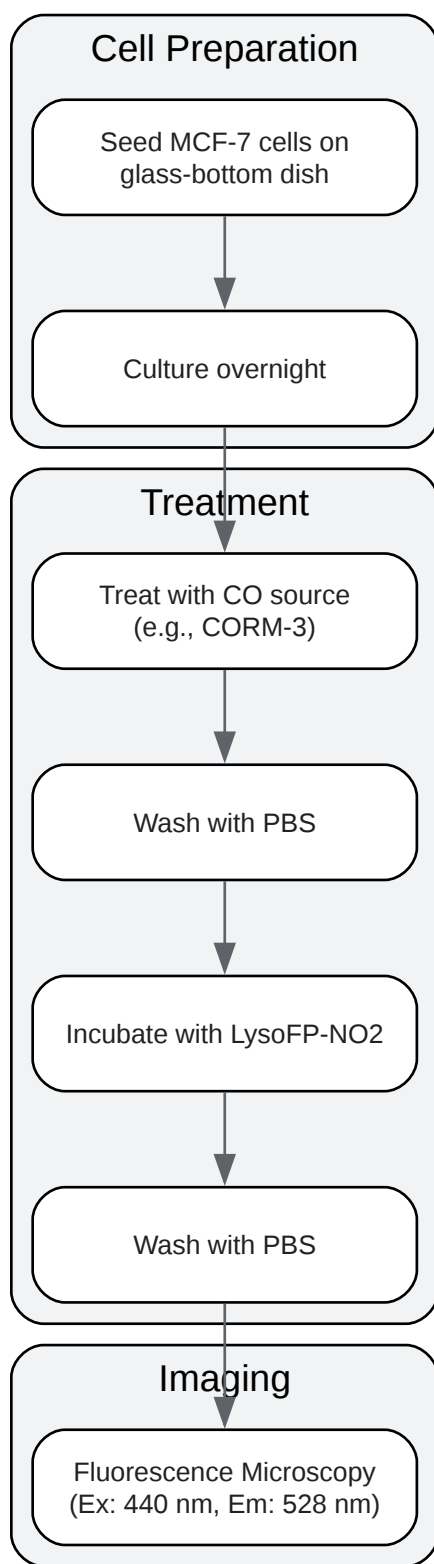 Cell Preparation
Seed MCF-7 cells on
glass-bottom dish
Culture overnight
Treatment
Treat with CO source
(e.g., CORM-3)
Wash with PBS
Incubate with LysoFP-NO2
Wash with PBS
Imaging
Fluorescence Microscopy
(Ex: 440 nm, Em: 528 nm)